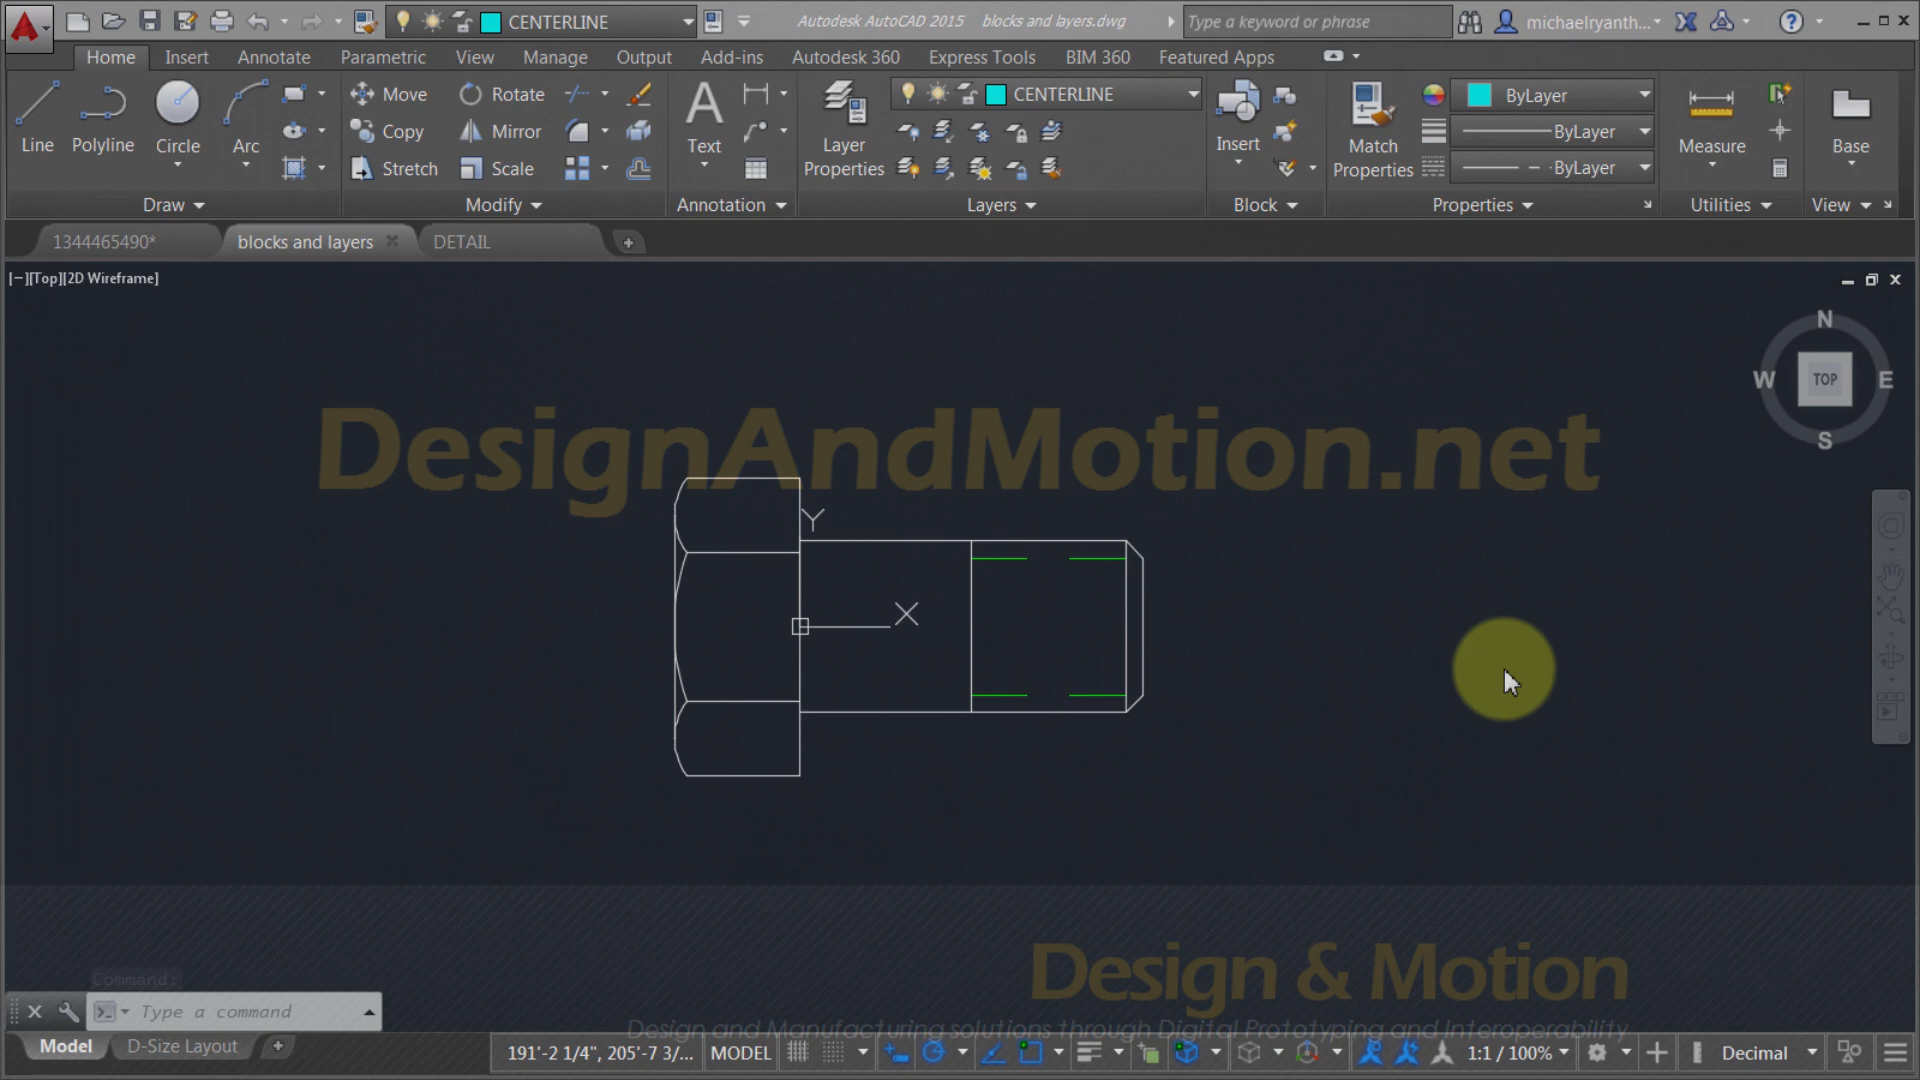 CENTERLINE
Autodesk AutoCAD 2015 blocks and layers.dwg
Type a keyword or phrase
michaelryanth...
Home Insert Annotate Parametric View Manage Output Add-ins Autodesk 360 Express Tools BIM 360 Featured Apps
Line Polyline Circle Arc
Move Rotate
Copy Mirror
Stretch Scale
Text
Layer Properties
CENTERLINE
Insert
Match Properties
ByLayer
ByLayer
ByLayer
Measure
Base
Draw Modify Annotation Layers Block Properties Utilities View
1344465490* blocks and layers DETAIL
[−][Top][2D Wireframe]
N
W TOP E
S
DesignAndMotion.net
Y
X
Design & Motion
Command:
Type a command
Design and Manufacturing solutions through Digital Prototyping and Interoperability
Model D-Size Layout
191'-2 1/4", 205'-7 3/... MODEL 1:1 / 100% Decimal